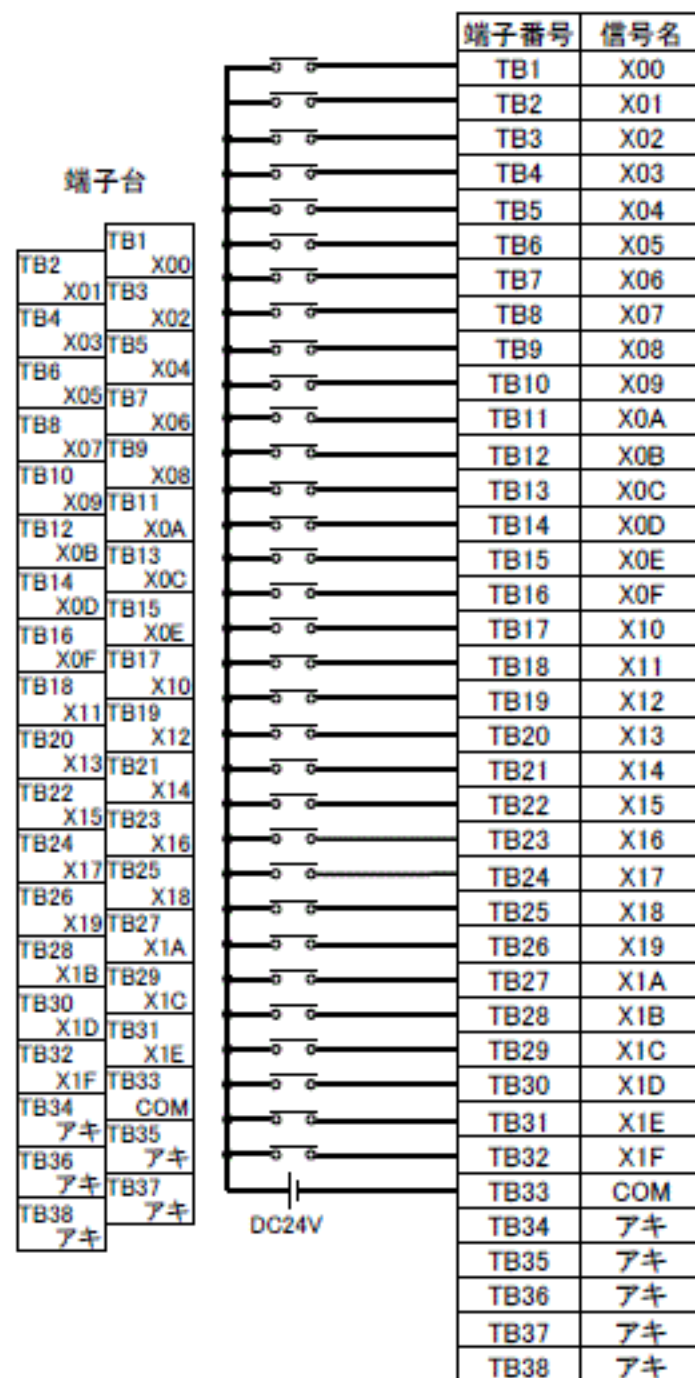 端子台
TB1
X00
TB2
X01
TB3
X02
TB4
X03
TB5
X04
TB6
X05
TB7
X06
TB8
X07
TB9
X08
TB10
X09
TB11
X0A
TB12
X0B
TB13
X0C
TB14
X0D
TB15
X0E
TB16
X0F
TB17
X10
TB18
X11
TB19
X12
TB20
X13
TB21
X14
TB22
X15
TB23
X16
TB24
X17
TB25
X18
TB26
X19
TB27
X1A
TB28
X1B
TB29
X1C
TB30
X1D
TB31
X1E
TB32
X1F
TB33
COM
TB34
アキ
TB35
アキ
TB36
アキ
TB37
アキ
TB38
アキ
DC24V
端子番号 信号名
TB1 X00
TB2 X01
TB3 X02
TB4 X03
TB5 X04
TB6 X05
TB7 X06
TB8 X07
TB9 X08
TB10 X09
TB11 X0A
TB12 X0B
TB13 X0C
TB14 X0D
TB15 X0E
TB16 X0F
TB17 X10
TB18 X11
TB19 X12
TB20 X13
TB21 X14
TB22 X15
TB23 X16
TB24 X17
TB25 X18
TB26 X19
TB27 X1A
TB28 X1B
TB29 X1C
TB30 X1D
TB31 X1E
TB32 X1F
TB33 COM
TB34 アキ
TB35 アキ
TB36 アキ
TB37 アキ
TB38 アキ